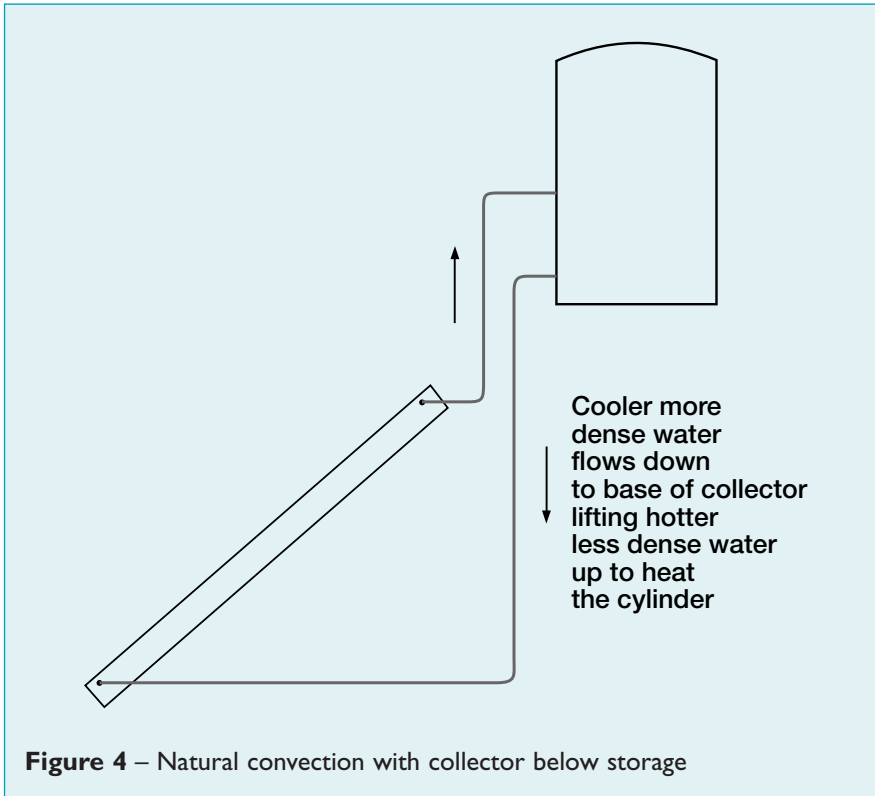 Cooler more
dense water
flows down
to base of collector
lifting hotter
less dense water
up to heat
the cylinder
Figure 4 – Natural convection with collector below storage